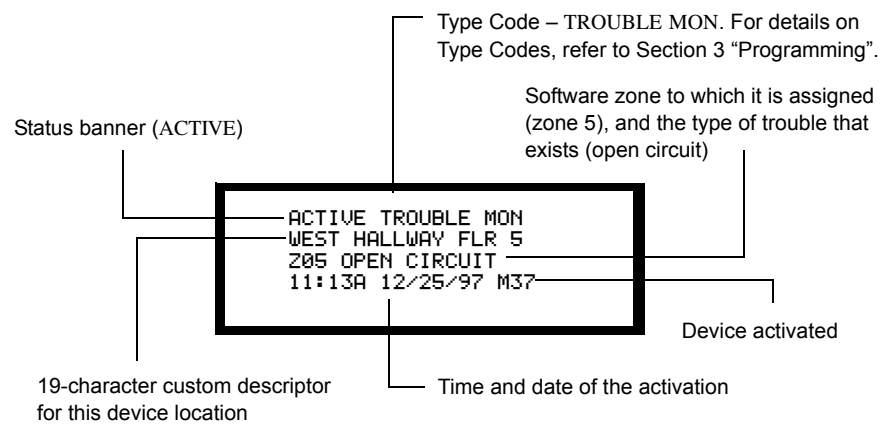 Type Code – TROUBLE MON. For details on
Type Codes, refer to Section 3 “Programming”.
Software zone to which it is assigned
(zone 5), and the type of trouble that
exists (open circuit)
Status banner (ACTIVE)
ACTIVE TROUBLE MON
WEST HALLWAY FLR 5
Z05 OPEN CIRCUIT
11:13A 12/25/97 M37
Device activated
19-character custom descriptor
for this device location
Time and date of the activation